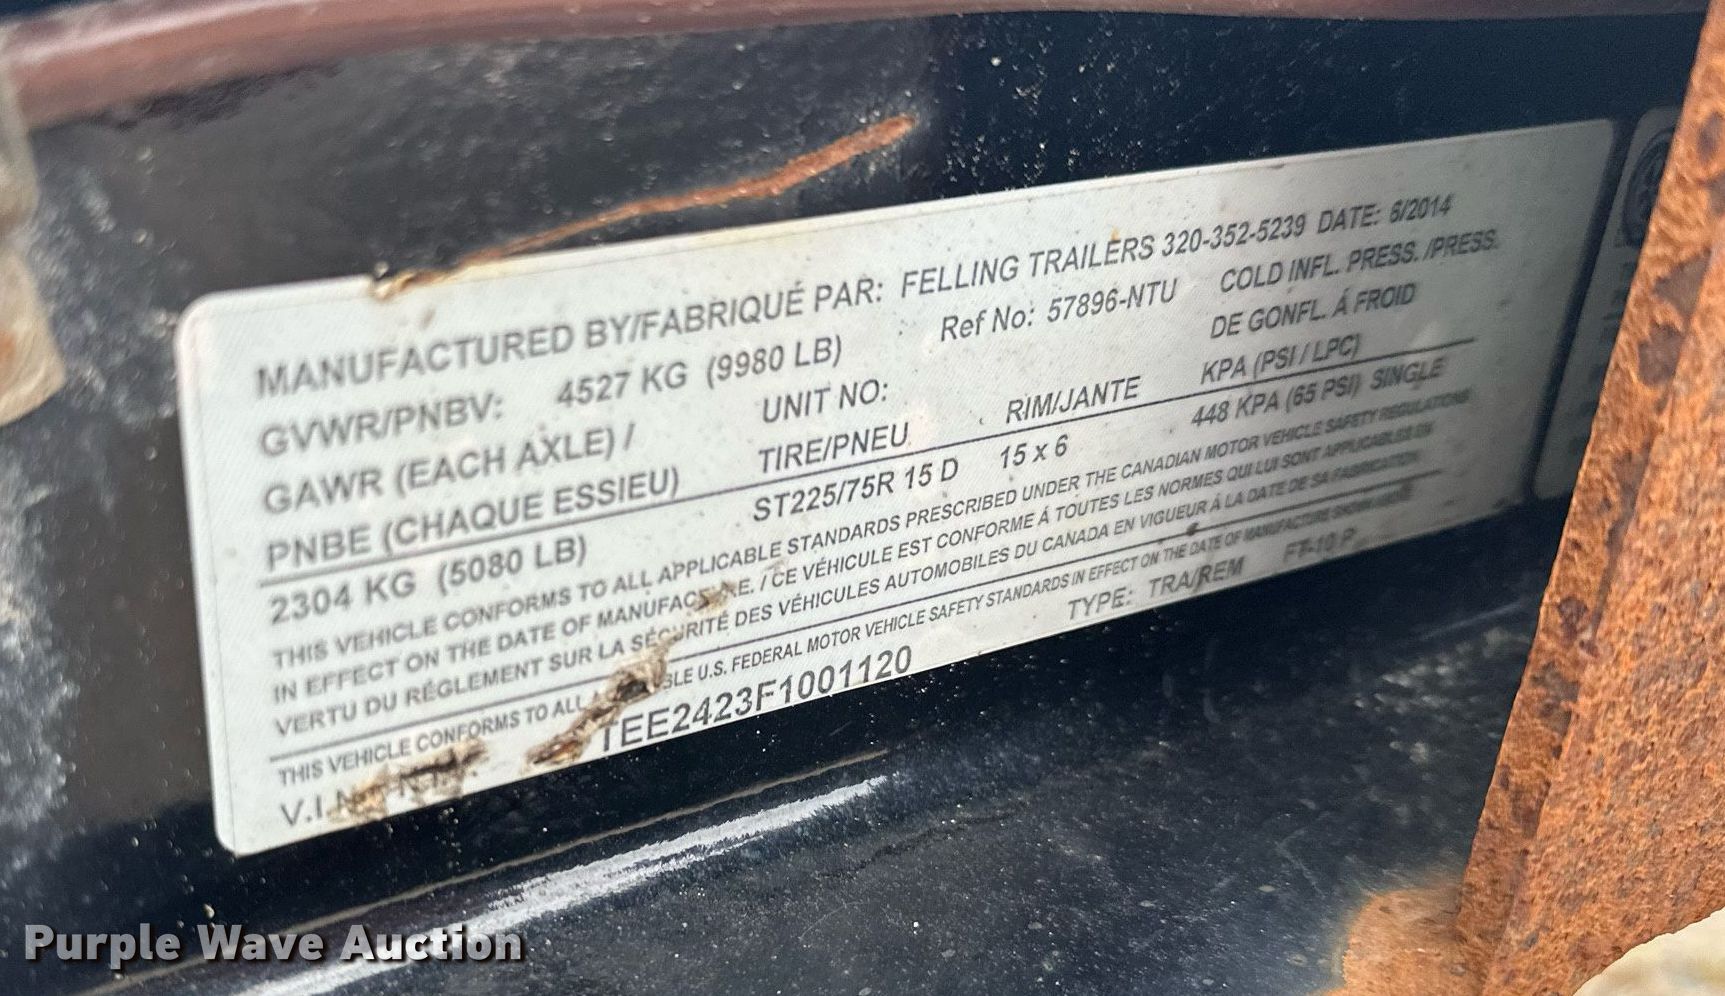 MANUFACTURED BY/FABRIQUÉ PAR: FELLING TRAILERS 320-352-5239 DATE: 6/2014
GVWR/PNBV: 4527 KG (9980 LB) Ref No: 57896-NTU COLD INFL. PRESS. /PRESS.
GAWR (EACH AXLE) / UNIT NO: DE GONFL. Á FROID
PNBE (CHAQUE ESSIEU) TIRE/PNEU RIM/JANTE KPA (PSI / LPC)
2304 KG (5080 LB) ST225/75R 15 D 15 x 6 448 KPA (65 PSI) SINGLE
THIS VEHICLE CONFORMS TO ALL APPLICABLE STANDARDS PRESCRIBED UNDER THE CANADIAN MOTOR VEHICLE SAFETY REGULATIONS
IN EFFECT ON THE DATE OF MANUFAC RE. / CE VÉHICULE EST CONFORME Á TOUTES LES NORMES QUI LUI SONT APPLICABLES EN
VERTU DU RÉGLEMENT SUR LA SÉCURITÉ DES VÉHICULES AUTOMOBILES DU CANADA EN VIGUEUR Á LA DATE DE SA FABRICATION
THIS VEHICLE CONFORMS TO ALL BLE U.S. FEDERAL MOTOR VEHICLE SAFETY STANDARDS IN EFFECT ON THE DATE OF MANUFACTURE SHOWN
V.I.N. TEE2423F1001120 TYPE: TRA/REM FT-10 P
Purple Wave Auction